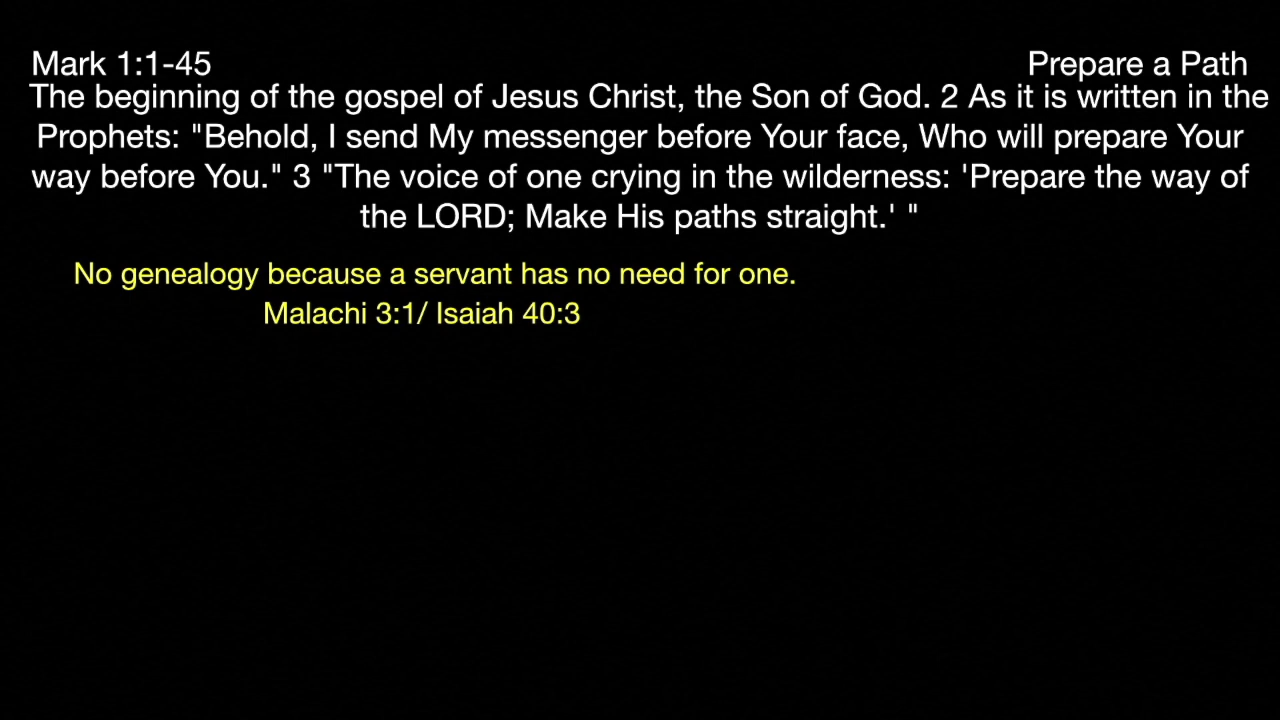 Mark 1:1-45 Prepare a Path
The beginning of the gospel of Jesus Christ, the Son of God. 2 As it is written in the
Prophets: "Behold, I send My messenger before Your face, Who will prepare Your
way before You." 3 "The voice of one crying in the wilderness: 'Prepare the way of
the LORD; Make His paths straight.' "
No genealogy because a servant has no need for one.
Malachi 3:1/ Isaiah 40:3